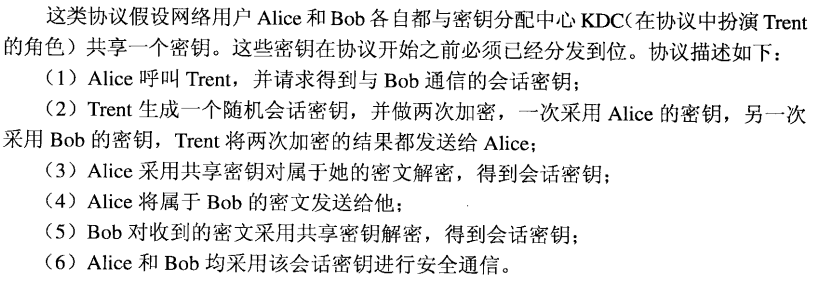 这类协议假设网络用户 Alice 和 Bob 各自都与密钥分配中心 KDC(在协议中扮演 Trent
的角色)共享一个密钥。这些密钥在协议开始之前必须已经分发到位。协议描述如下:
(1)Alice 呼叫 Trent,并请求得到与 Bob 通信的会话密钥;
(2)Trent 生成一个随机会话密钥,并做两次加密,一次采用 Alice 的密钥,另一次
采用 Bob 的密钥,Trent 将两次加密的结果都发送给 Alice;
(3)Alice 采用共享密钥对属于她的密文解密,得到会话密钥;
(4)Alice 将属于 Bob 的密文发送给他;
(5)Bob 对收到的密文采用共享密钥解密,得到会话密钥;
(6)Alice 和 Bob 均采用该会话密钥进行安全通信。